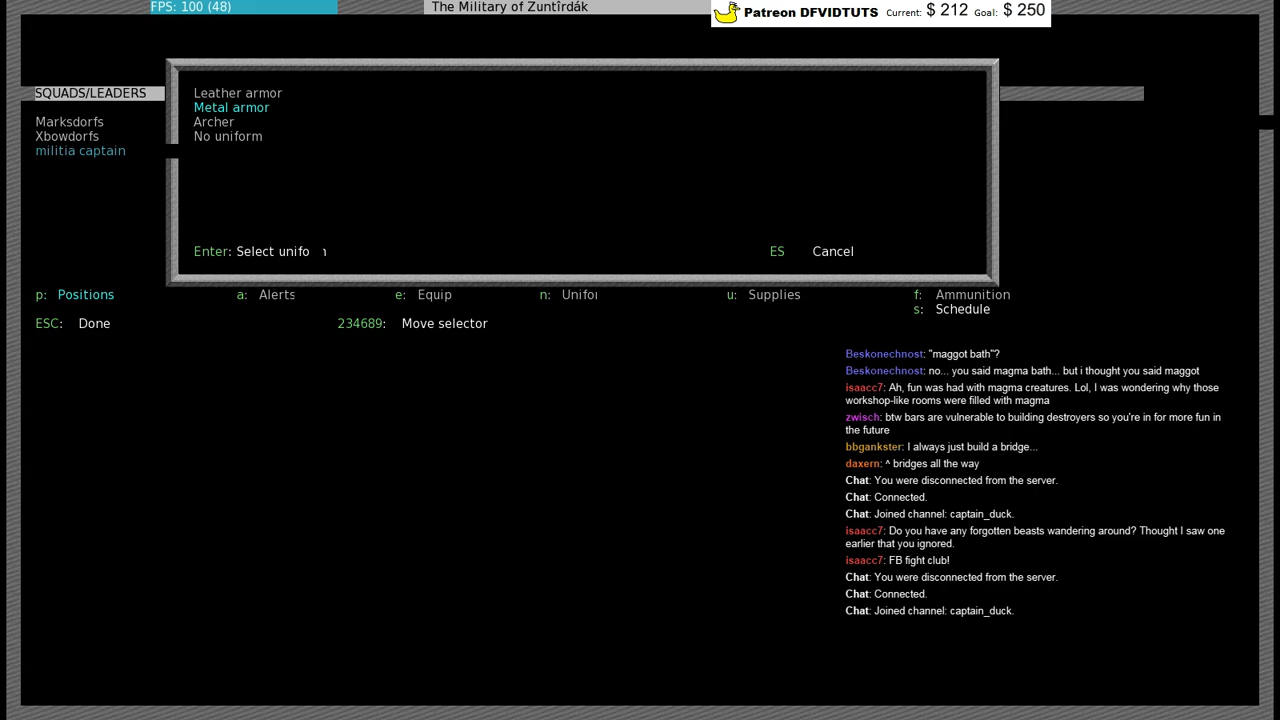 FPS: 100 (48)
The Military of Zuntîrdák
Patreon DFVIDTUTS Current: $ 212 Goal: $ 250
SQUADS/LEADERS
Marksdorfs
Xbowdorfs
militia captain
Leather armor
Metal armor
Archer
No uniform
Enter: Select unifo
ES Cancel
p: Positions a: Alerts e: Equip n: Unifo u: Supplies f: Ammunition
s: Schedule
ESC: Done 234689: Move selector
Beskonechnost: "maggot bath"?
Beskonechnost: no... you said magma bath... but i thought you said maggot
isaacc7: Ah, fun was had with magma creatures. Lol, I was wondering why those
workshop-like rooms were filled with magma
zwisch: btw bars are vulnerable to building destroyers so you're in for more fun in
the future
bbgankster: I always just build a bridge...
daxern: ^ bridges all the way
Chat: You were disconnected from the server.
Chat: Connected.
Chat: Joined channel: captain_duck.
isaacc7: Do you have any forgotten beasts wandering around? Thought I saw one
earlier that you ignored.
isaacc7: FB fight club!
Chat: You were disconnected from the server.
Chat: Connected.
Chat: Joined channel: captain_duck.